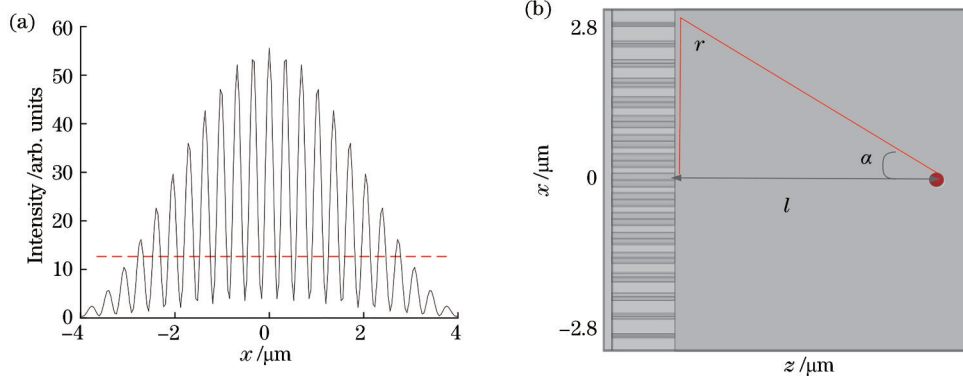 (a)
60
50
40
30
20
10
0
Intensity /arb. units
−4
−2
0
2
4
x /μm
(b)
2.8
0
−2.8
x /μm
r
α
l
z /μm